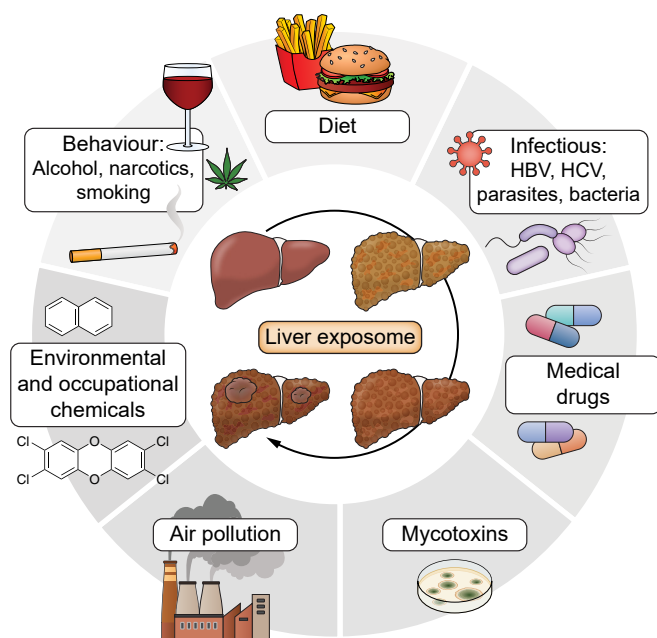 Diet
Behaviour:
Alcohol, narcotics,
smoking
Infectious:
HBV, HCV,
parasites, bacteria
Liver exposome
Environmental
and occupational
chemicals
Medical
drugs
Cl
O
Cl
Cl
O
Cl
Air pollution
Mycotoxins